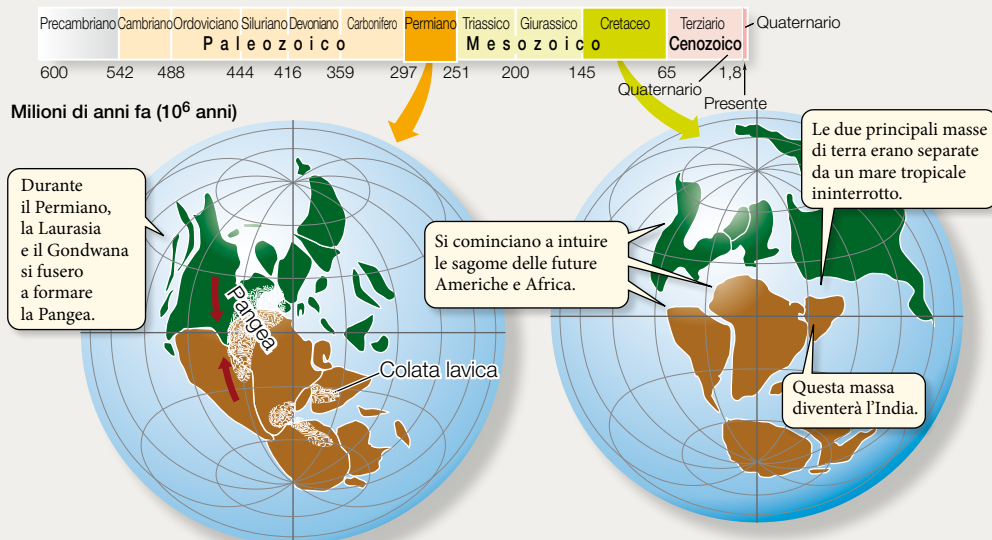 Precambriano Cambriano Ordoviciano Siluriano Devoniano Carbonifero Permiano Triassico Giurassico Cretaceo Terziario Quaternario
Paleozoico Mesozoico Cenozoico
600 542 488 444 416 359 297 251 200 145 65 1,8
Quaternario
Presente
Milioni di anni fa (10⁶ anni)
Durante
il Permiano,
la Laurasia
e il Gondwana
si fusero
a formare
la Pangea.
Pangea
Colata lavica
Le due principali masse
di terra erano separate
da un mare tropicale
ininterrotto.
Si cominciano a intuire
le sagome delle future
Americhe e Africa.
Questa massa
diventerà l’India.